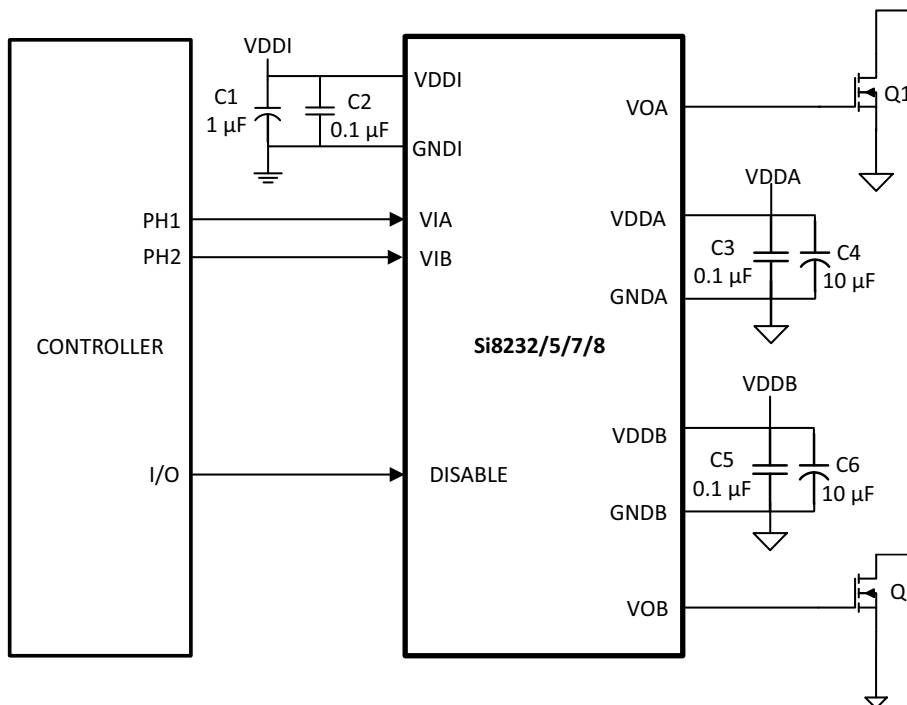 VDDI
C1
1 µF
C2
0.1 µF
VDDI
GNDI
PH1
PH2
VIA
VIB
CONTROLLER
I/O
DISABLE
Si8232/5/7/8
VOA
Q1
VDDA
VDDA
C3
0.1 µF
C4
10 µF
GNDA
VDDB
VDDB
C5
0.1 µF
C6
10 µF
GNDB
VOB
Q